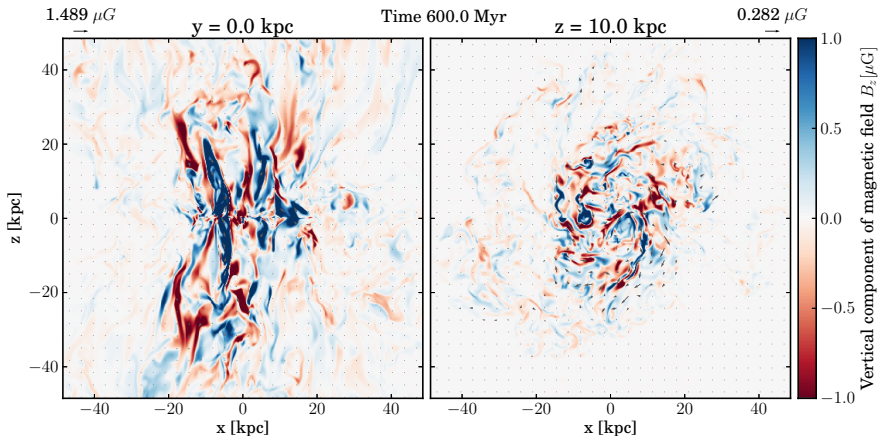 1.489 μG
y = 0.0 kpc
Time 600.0 Myr
z = 10.0 kpc
0.282 μG
z [kpc]
40
20
0
−20
−40
−40
−20
0
20
40
x [kpc]
−40
−20
0
20
40
x [kpc]
1.0
0.5
0.0
−0.5
−1.0
Vertical component of magnetic field B_z [μG]